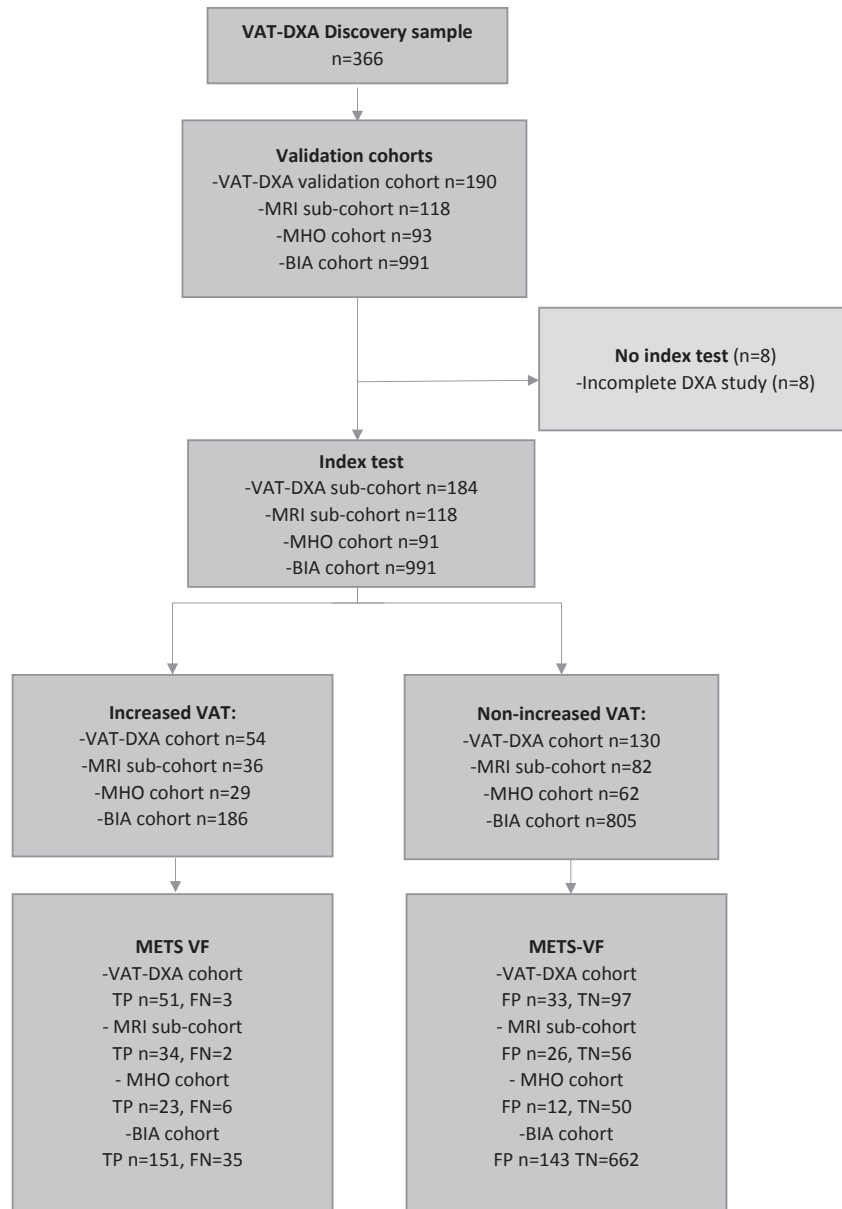 VAT-DXA Discovery sample
n=366
Validation cohorts
-VAT-DXA validation cohort n=190
-MRI sub-cohort n=118
-MHO cohort n=93
-BIA cohort n=991
No index test (n=8)
-Incomplete DXA study (n=8)
Index test
-VAT-DXA sub-cohort n=184
-MRI sub-cohort n=118
-MHO cohort n=91
-BIA cohort n=991
Increased VAT:
-VAT-DXA cohort n=54
-MRI sub-cohort n=36
-MHO cohort n=29
-BIA cohort n=186
Non-increased VAT:
-VAT-DXA cohort n=130
-MRI sub-cohort n=82
-MHO cohort n=62
-BIA cohort n=805
METS VF
-VAT-DXA cohort
TP n=51, FN=3
- MRI sub-cohort
TP n=34, FN=2
- MHO cohort
TP n=23, FN=6
-BIA cohort
TP n=151, FN=35
METS-VF
-VAT-DXA cohort
FP n=33, TN=97
- MRI sub-cohort
FP n=26, TN=56
- MHO cohort
FP n=12, TN=50
-BIA cohort
FP n=143 TN=662